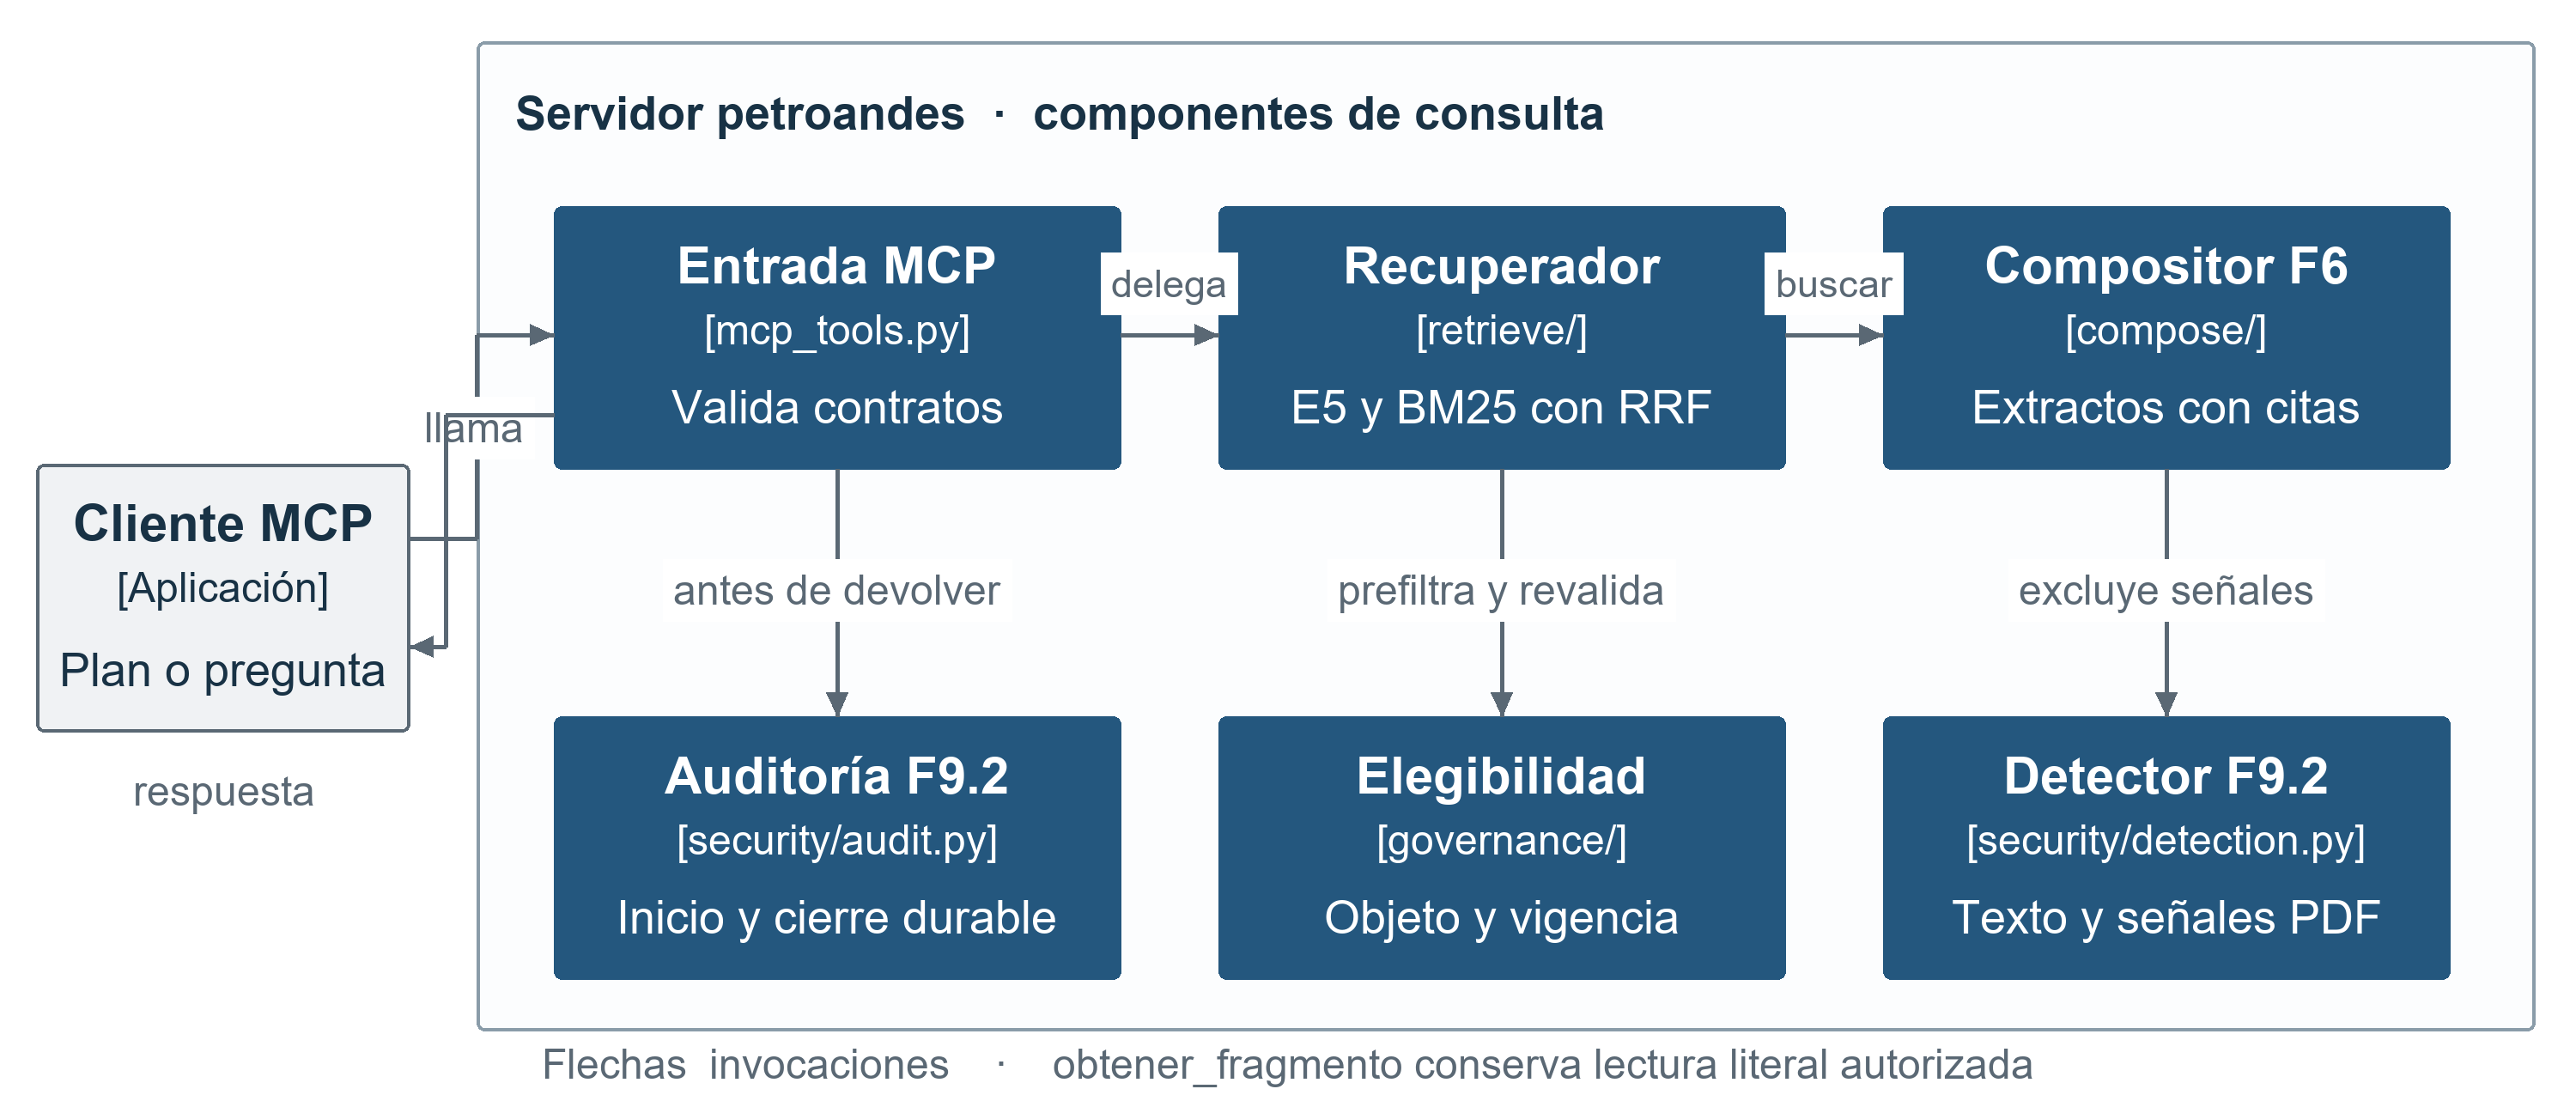 Servidor petroandes · componentes de consulta
Entrada MCP
[mcp_tools.py]
Valida contratos
delega
Recuperador
[retrieve/]
E5 y BM25 con RRF
buscar
Compositor F6
[compose/]
Extractos con citas
llama
Cliente MCP
[Aplicación]
Plan o pregunta
respuesta
antes de devolver
prefiltra y revalida
excluye señales
Auditoría F9.2
[security/audit.py]
Inicio y cierre durable
Elegibilidad
[governance/]
Objeto y vigencia
Detector F9.2
[security/detection.py]
Texto y señales PDF
Flechas invocaciones · obtener_fragmento conserva lectura literal autorizada